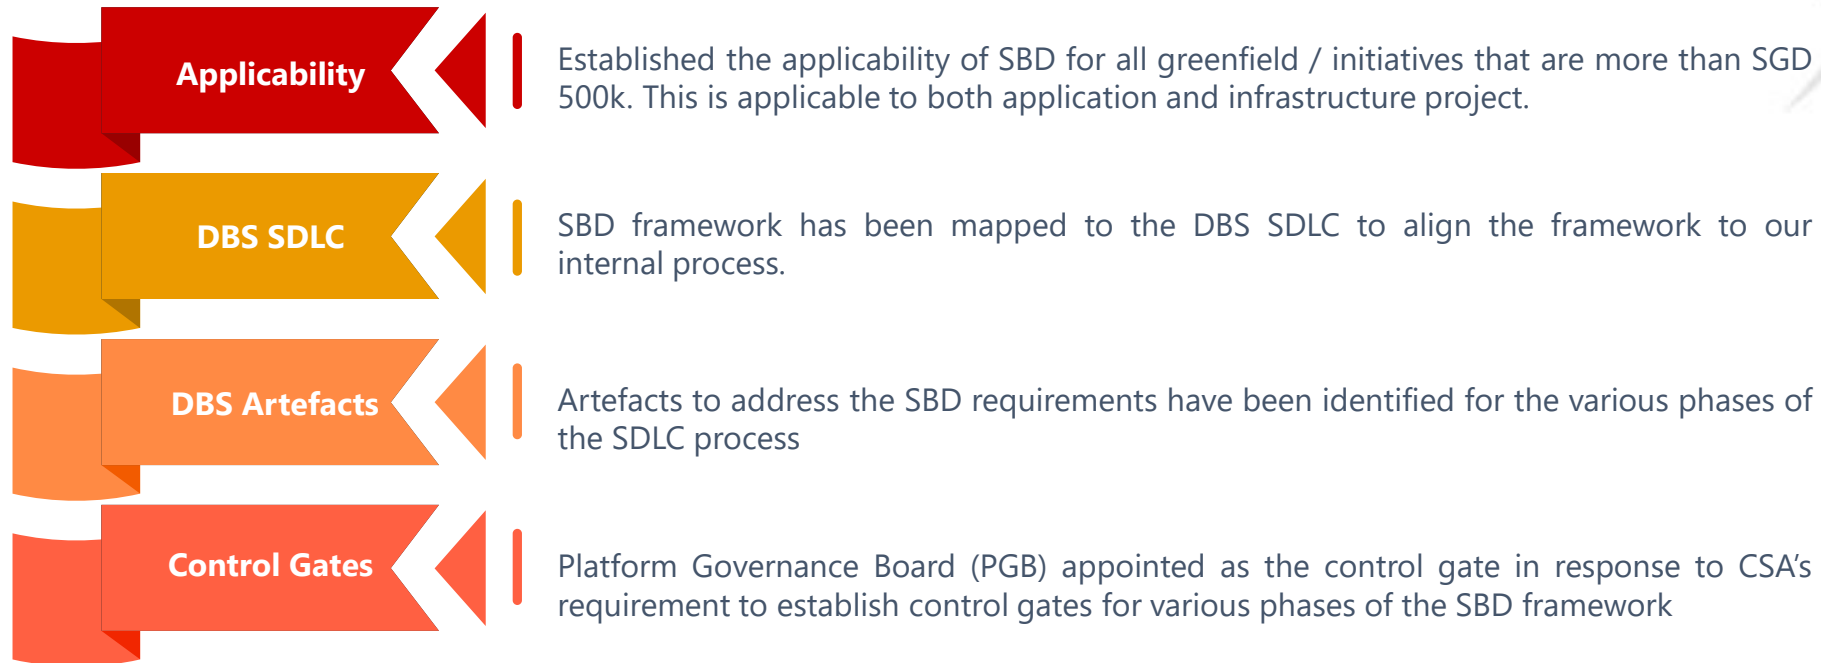 Applicability
Established the applicability of SBD for all greenfield / initiatives that are more than SGD
500k. This is applicable to both application and infrastructure project.
DBS SDLC
SBD framework has been mapped to the DBS SDLC to align the framework to our
internal process.
DBS Artefacts
Artefacts to address the SBD requirements have been identified for the various phases of
the SDLC process
Control Gates
Platform Governance Board (PGB) appointed as the control gate in response to CSA's
requirement to establish control gates for various phases of the SBD framework